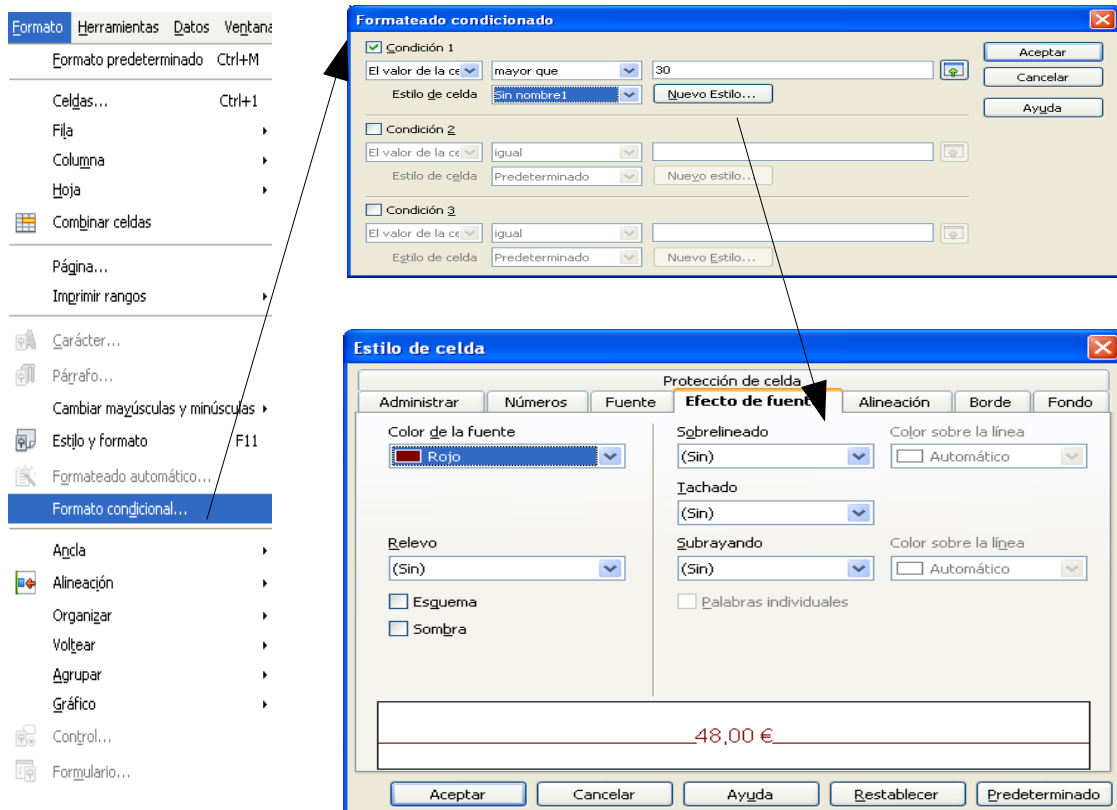 Formato Herramientas Datos Ventana
Formato predeterminado Ctrl+M
Celdas... Ctrl+1
Fila
Columna
Hoja
Combinar celdas
Página...
Imprimir rangos
Carácter...
Párrafo...
Cambiar mayúsculas y minúsculas
Estilo y formato F11
Formateado automático...
Formato condicional...
Ancla
Alineación
Organizar
Voltear
Agrupar
Gráfico
Control...
Formulario...
Formateado condicionado
Condición 1
El valor de la ce mayor que 30
Estilo de celda Sin nombre1 Nuevo Estilo...
Condición 2
El valor de la ce igual
Estilo de celda Predeterminado Nuevo estilo...
Condición 3
El valor de la ce igual
Estilo de celda Predeterminado Nuevo Estilo...
Aceptar
Cancelar
Ayuda
Estilo de celda
Protección de celda
Administrar Números Fuente Efecto de fuente Alineación Borde Fondo
Color de la fuente Sobrelineado Color sobre la línea
Rojo (Sin) Automático
Tachado
(Sin)
Relevo Subrayando Color sobre la línea
(Sin) (Sin) Automático
Esquema Palabras individuales
Sombra
48,00 €
Aceptar Cancelar Ayuda Restablecer Predeterminado